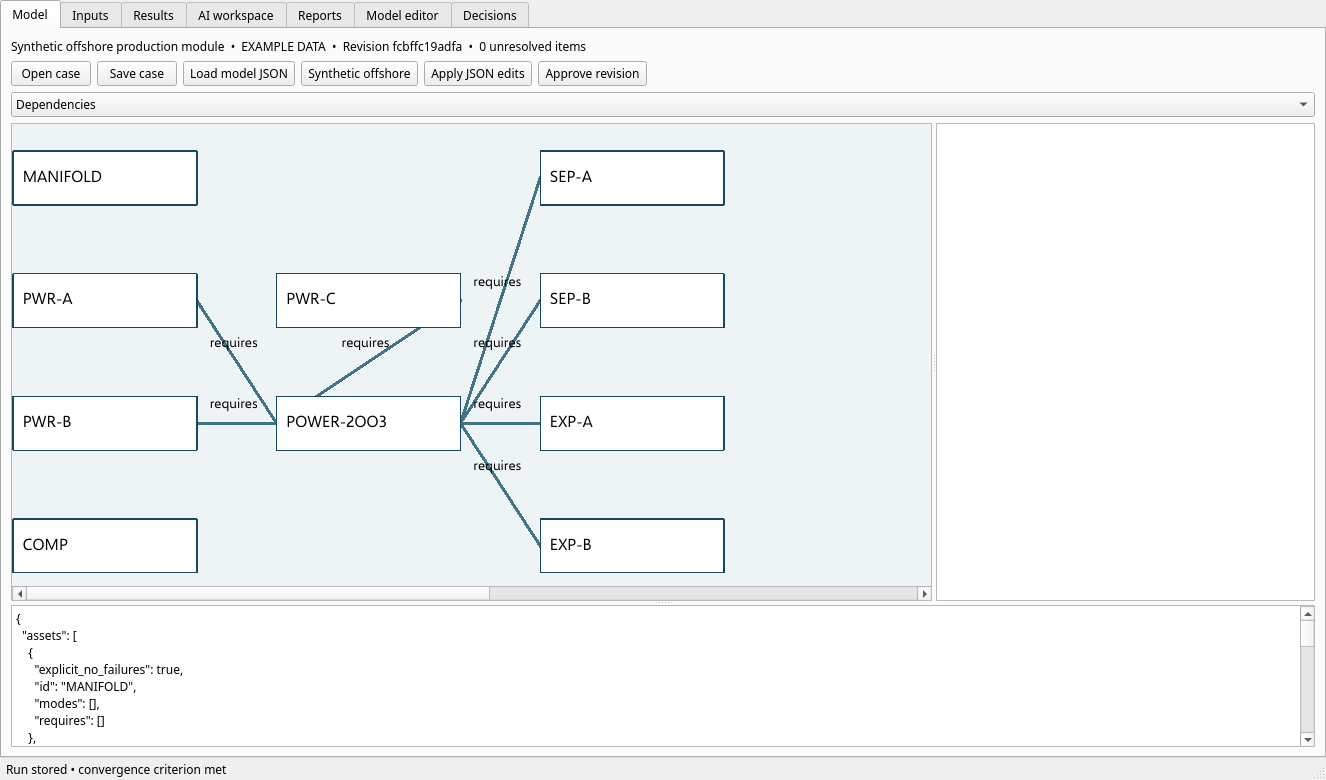 Model Inputs Results AI workspace Reports Model editor Decisions
Synthetic offshore production module • EXAMPLE DATA • Revision fcbffc19adfa • 0 unresolved items
Open case Save case Load model JSON Synthetic offshore Apply JSON edits Approve revision
Dependencies
MANIFOLD SEP-A
requires
PWR-A PWR-C SEP-B
requires requires requires
requires requires
PWR-B POWER-2OO3 EXP-A
requires
COMP EXP-B
{
"assets": [
{
"explicit_no_failures": true,
"id": "MANIFOLD",
"modes": [],
"requires": []
},
Run stored • convergence criterion met